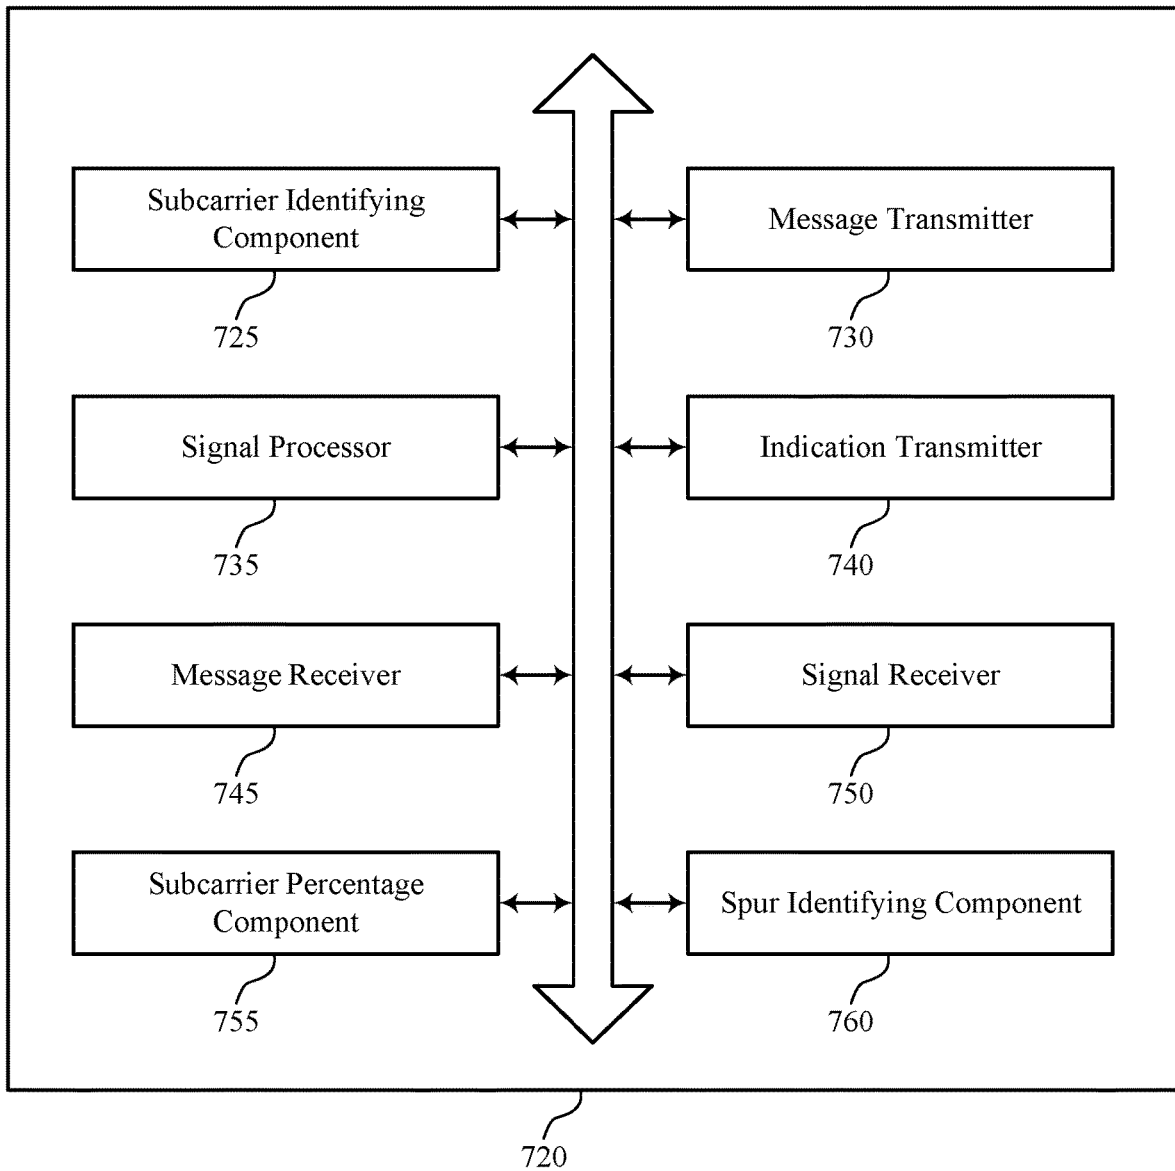 Subcarrier Identifying
Component
725
Message Transmitter
730
Signal Processor
735
Indication Transmitter
740
Message Receiver
745
Signal Receiver
750
Subcarrier Percentage
Component
755
Spur Identifying Component
760
720